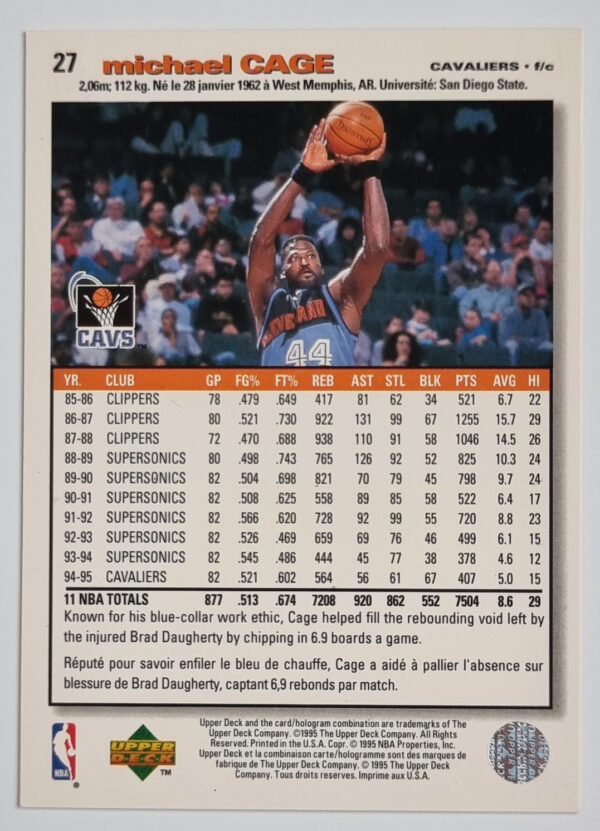 27 michael CAGE CAVALIERS • f/c
2,06m; 112 kg. Né le 28 janvier 1962 à West Memphis, AR. Université: San Diego State.
CLEVELAND
44
CAVS TM
YR. CLUB GP FG% FT% REB AST STL BLK PTS AVG HI
85-86 CLIPPERS 78 .479 .649 417 81 62 34 521 6.7 22
86-87 CLIPPERS 80 .521 .730 922 131 99 67 1255 15.7 29
87-88 CLIPPERS 72 .470 .688 938 110 91 58 1046 14.5 26
88-89 SUPERSONICS 80 .498 .743 765 126 92 52 825 10.3 24
89-90 SUPERSONICS 82 .504 .698 821 70 79 45 798 9.7 24
90-91 SUPERSONICS 82 .508 .625 558 89 85 58 522 6.4 17
91-92 SUPERSONICS 82 .566 .620 728 92 99 55 720 8.8 23
92-93 SUPERSONICS 82 .526 .469 659 69 76 46 499 6.1 15
93-94 SUPERSONICS 82 .545 .486 444 45 77 38 378 4.6 12
94-95 CAVALIERS 82 .521 .602 564 56 61 67 407 5.0 15
11 NBA TOTALS 877 .513 .674 7208 920 862 552 7504 8.6 29
Known for his blue-collar work ethic, Cage helped fill the rebounding void left by
the injured Brad Daugherty by chipping in 6.9 boards a game.
Réputé pour savoir enfiler le bleu de chauffe, Cage a aidé à pallier l'absence sur
blessure de Brad Daugherty, captant 6,9 rebonds par match.
NBA ®
UPPER DECK TM
Upper Deck and the card/hologram combination are trademarks of The
Upper Deck Company. ©1995 The Upper Deck Company. All Rights
Reserved. Printed in the U.S.A. Copr. © 1995 NBA Properties, Inc.
Upper Deck et la combinaison carte/hologramme sont des marques de
fabrique de The Upper Deck Company. ©1995 The Upper Deck
Company. Tous droits reserves. Imprime aux U.S.A.